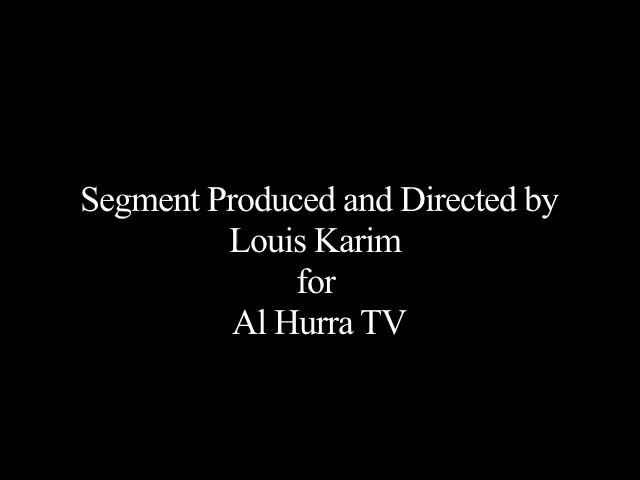 Segment Produced and Directed by
Louis Karim
for
Al Hurra TV